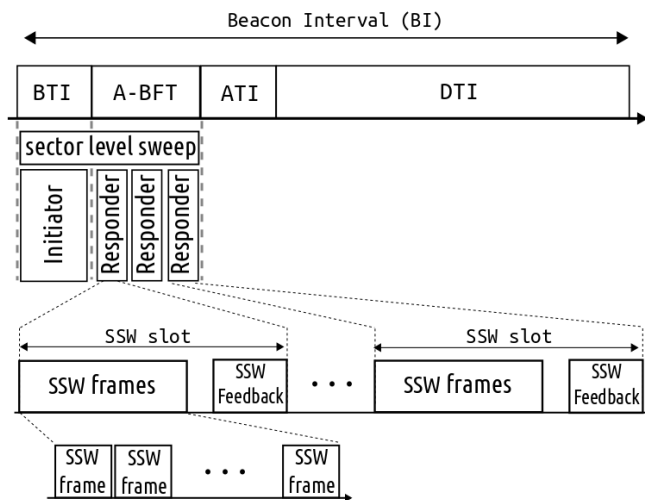 Beacon Interval (BI)
BTI A-BFT ATI DTI
sector level sweep
Initiator Responder Responder Responder
SSW slot SSW slot
SSW frames SSW Feedback • • • SSW frames SSW Feedback
SSW frame SSW frame • • • SSW frame